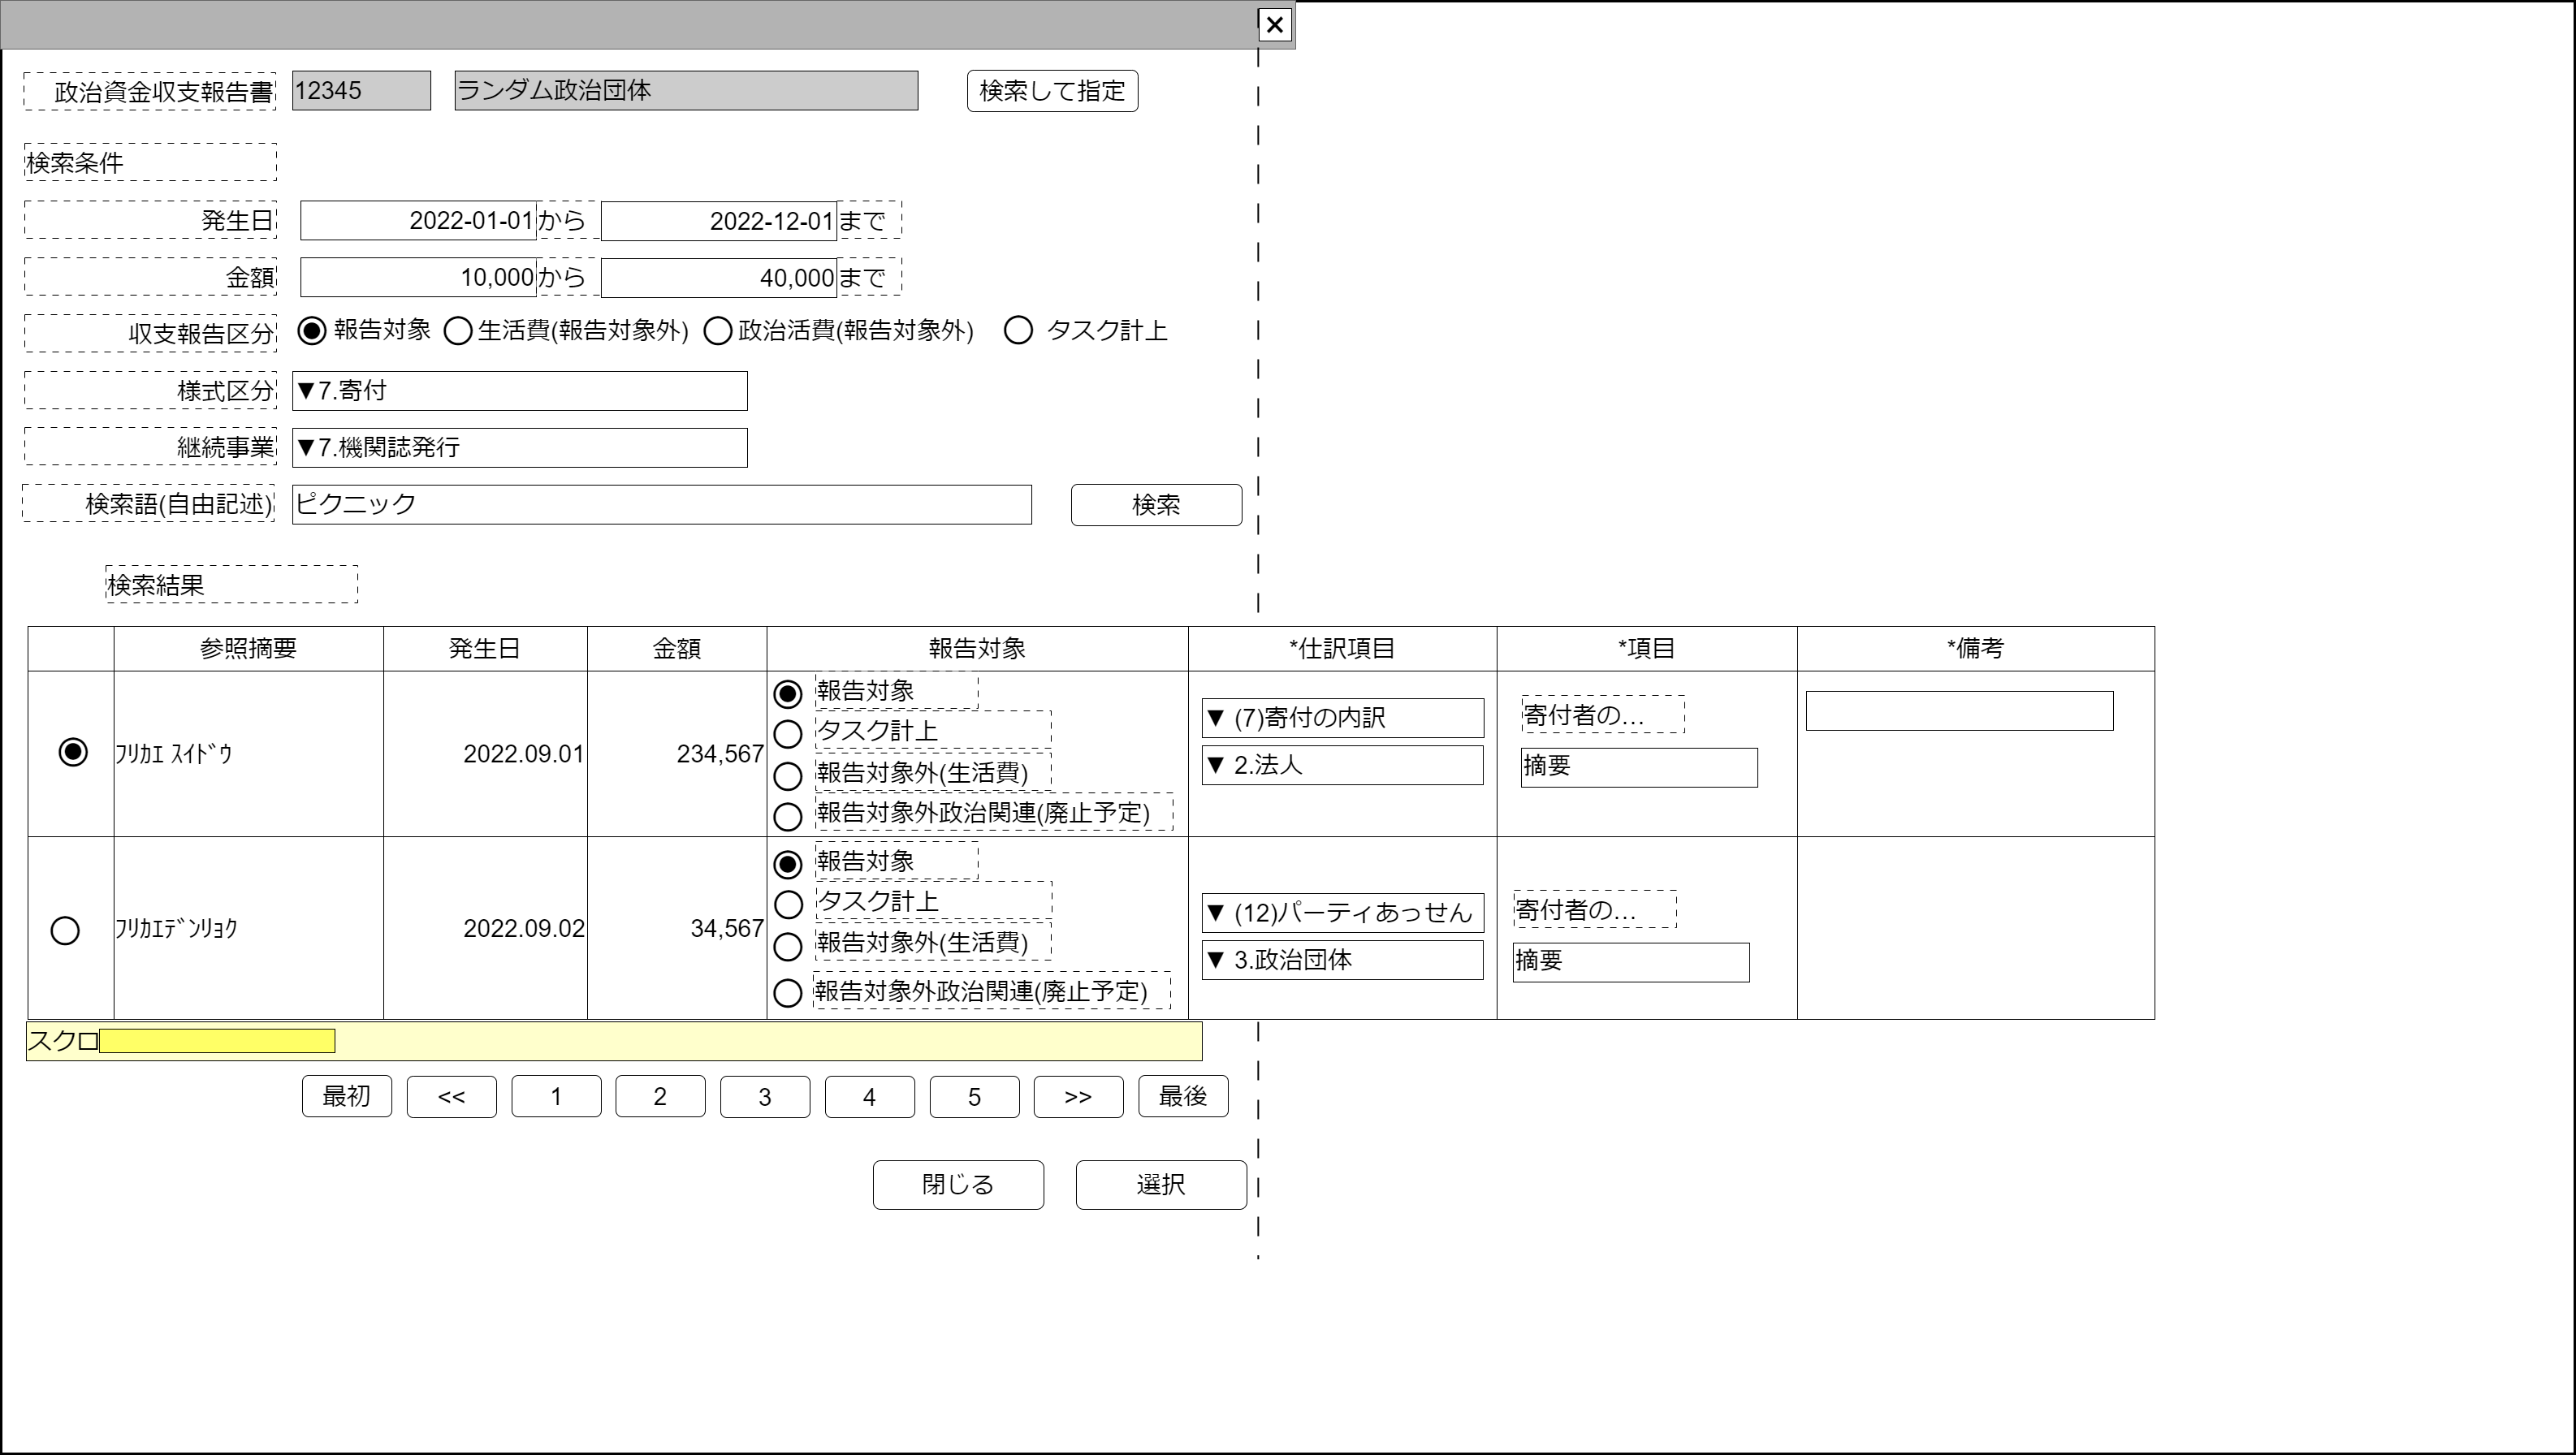 ×
政治資金収支報告書 12345 ランダム政治団体 検索して指定
検索条件
発生日 2022-01-01 から 2022-12-01 まで
金額 10,000 から 40,000 まで
収支報告区分 報告対象 生活費(報告対象外) 政治活費(報告対象外) タスク計上
様式区分 ▼7.寄付
継続事業 ▼7.機関誌発行
検索語(自由記述) ピクニック 検索
検索結果
参照摘要 発生日 金額 報告対象 *仕訳項目 *項目 *備考
ﾌﾘｶｴ ｽｲﾄﾞｳ 2022.09.01 234,567
報告対象
タスク計上
報告対象外(生活費)
報告対象外政治関連(廃止予定)
▼ (7)寄付の内訳
▼ 2.法人
寄付者の...
摘要
ﾌﾘｶｴﾃﾞﾝﾘｮｸ 2022.09.02 34,567
報告対象
タスク計上
報告対象外(生活費)
報告対象外政治関連(廃止予定)
▼ (12)パーティあっせん
▼ 3.政治団体
寄付者の...
摘要
スクロ
最初 << 1 2 3 4 5 >> 最後
閉じる 選択